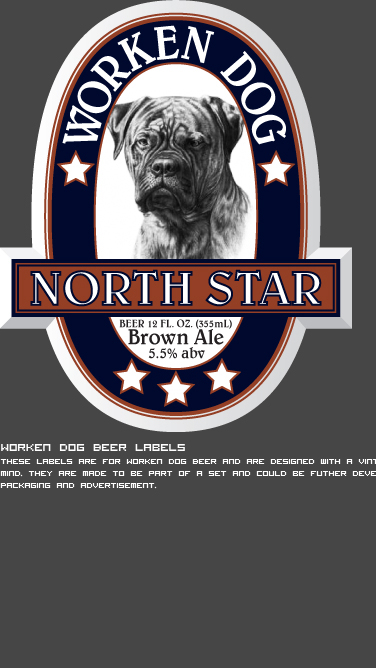 WORKEN DOG
NORTH STAR
BEER 12 FL. OZ. (355mL)
Brown Ale
5.5% abv
WORKEN DOG BEER LABELS
THESE LABELS ARE FOR WORKEN DOG BEER AND ARE DESIGNED WITH A
MIND. THEY ARE MADE TO BE PART OF A SET AND COULD BE FUTHER
PACKAGING AND ADVERTISEMENT.